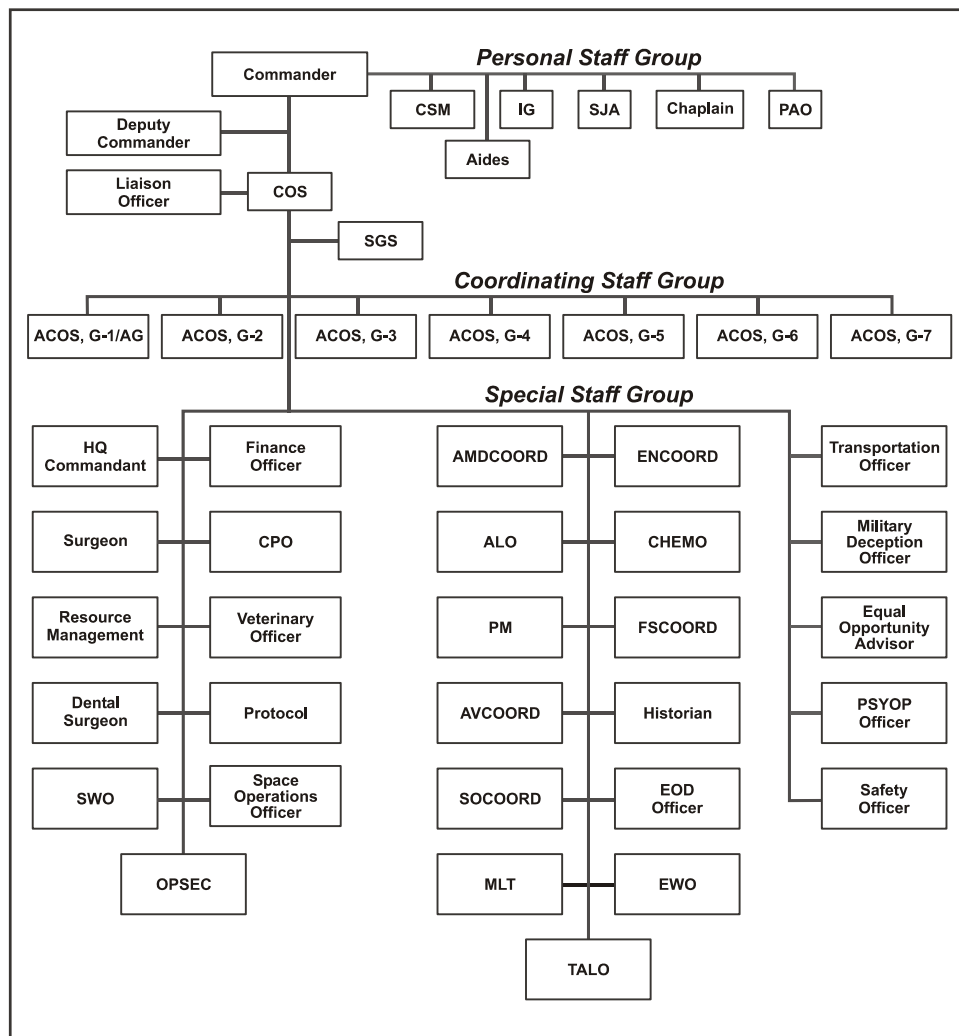 Personal Staff Group
Commander
CSM
IG
SJA
Chaplain
PAO
Aides
Deputy
Commander
Liaison
Officer
COS
SGS
Coordinating Staff Group
ACOS, G-1/AG
ACOS, G-2
ACOS, G-3
ACOS, G-4
ACOS, G-5
ACOS, G-6
ACOS, G-7
Special Staff Group
HQ
Commandant
Finance
Officer
Surgeon
CPO
Resource
Management
Veterinary
Officer
Dental
Surgeon
Protocol
SWO
Space
Operations
Officer
OPSEC
AMDCOORD
ENCOORD
ALO
CHEMO
PM
FSCOORD
AVCOORD
Historian
SOCOORD
EOD
Officer
MLT
EWO
TALO
Transportation
Officer
Military
Deception
Officer
Equal
Opportunity
Advisor
PSYOP
Officer
Safety
Officer